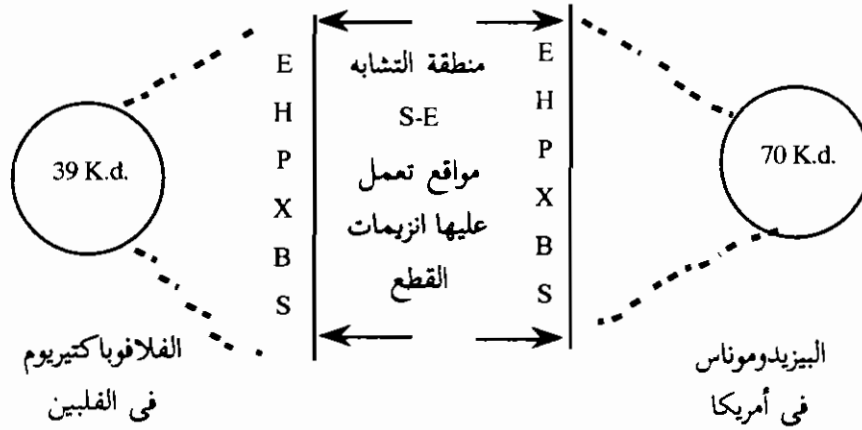 39 K.d.
E
H
P
X
B
S
منطقة التشابه
S-E
مواقع تعمل
عليها انزيمات
القطع
E
H
P
X
B
S
70 K.d.
الفلافوباكتيريوم
فى الفلبين
البيزيدوموناس
فى أمريكا